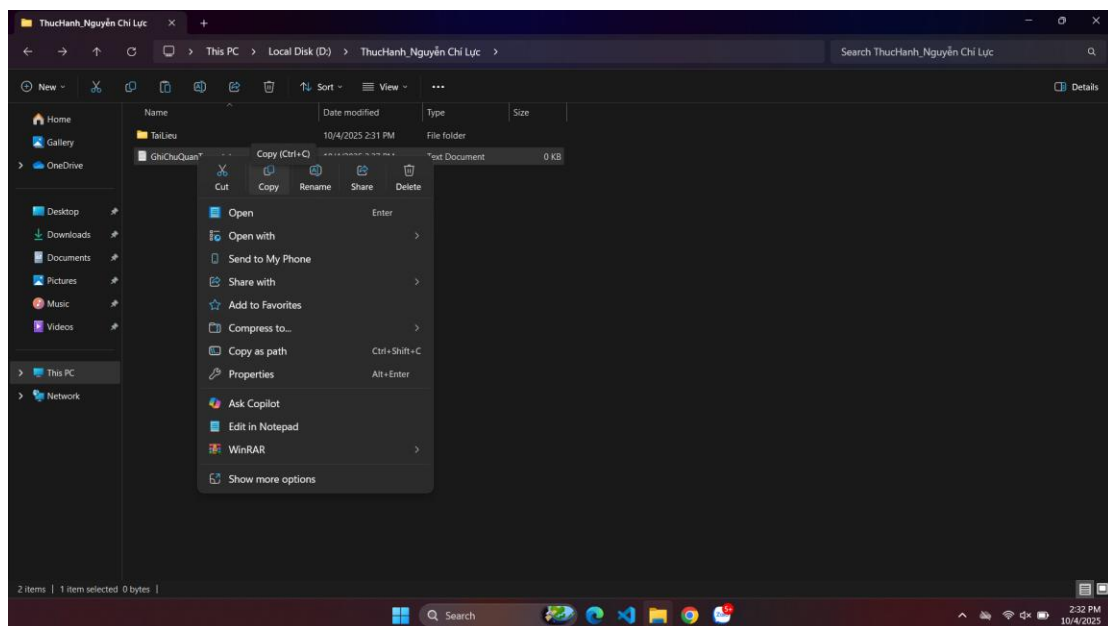 ThucHanh_Nguyễn Chí Lực
This PC > Local Disk (D:) > ThucHanh_Nguyễn Chí Lực >
Search ThucHanh_Nguyễn Chí Lực
New
Sort
View
Details
Home
Gallery
OneDrive
Desktop
Downloads
Documents
Pictures
Music
Videos
This PC
Network
Name Date modified Type Size
TaiLieu 10/4/2025 2:31 PM File folder
Text Document 0 KB
Copy (Ctrl+C)
Cut Copy Rename Share Delete
Open Enter
Open with
Send to My Phone
Share with
Add to Favorites
Compress to...
Copy as path Ctrl+Shift+C
Properties Alt+Enter
Ask Copilot
Edit in Notepad
WinRAR
Show more options
2 items | 1 item selected 0 bytes |
Search
5+
2:32 PM
10/4/2025